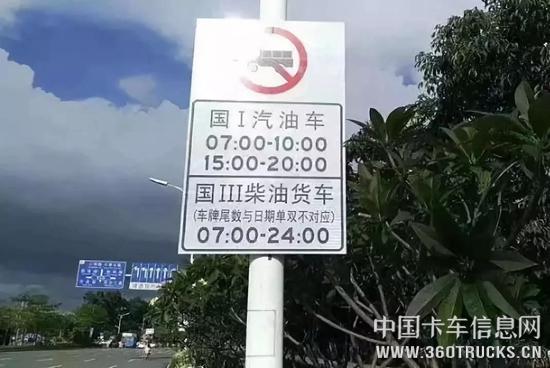 国I汽油车
07:00-10:00
15:00-20:00
国III柴油货车
(车牌尾数与日期单双不对应)
07:00-24:00
中国卡车信息网
WWW.360TRUCKS.CN